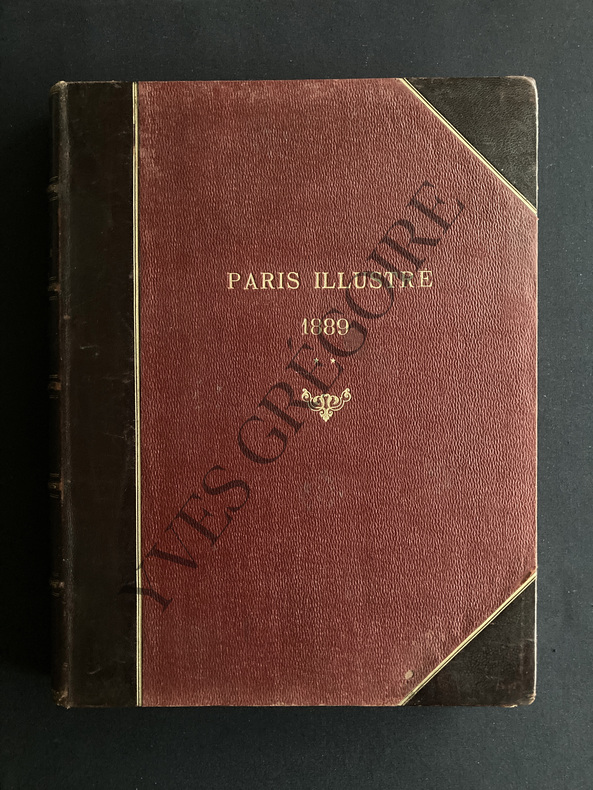 PARIS ILLUSTRÉ
1889
* *
YVES GRÉGOIRE